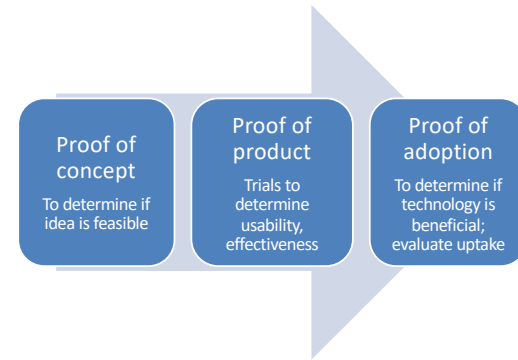 Proof of
concept
To determine if
idea is feasible
Proof of
product
Trials to
determine
usability,
effectiveness
Proof of
adoption
To determine if
technology is
beneficial;
evaluate uptake